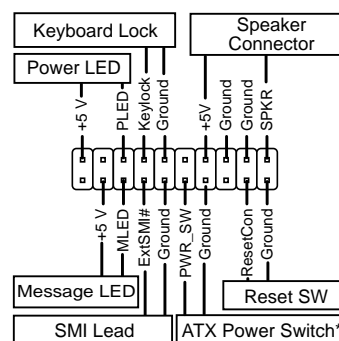 Keyboard Lock
Speaker
Connector
Power LED
+5 V
PLED
Keylock
Ground
+5V
Ground
Ground
SPKR
+5 V
MLED
ExtSMI#
Ground
PWR_SW
Ground
ResetCon
Ground
Message LED
Reset SW
SMI Lead
ATX Power Switch*